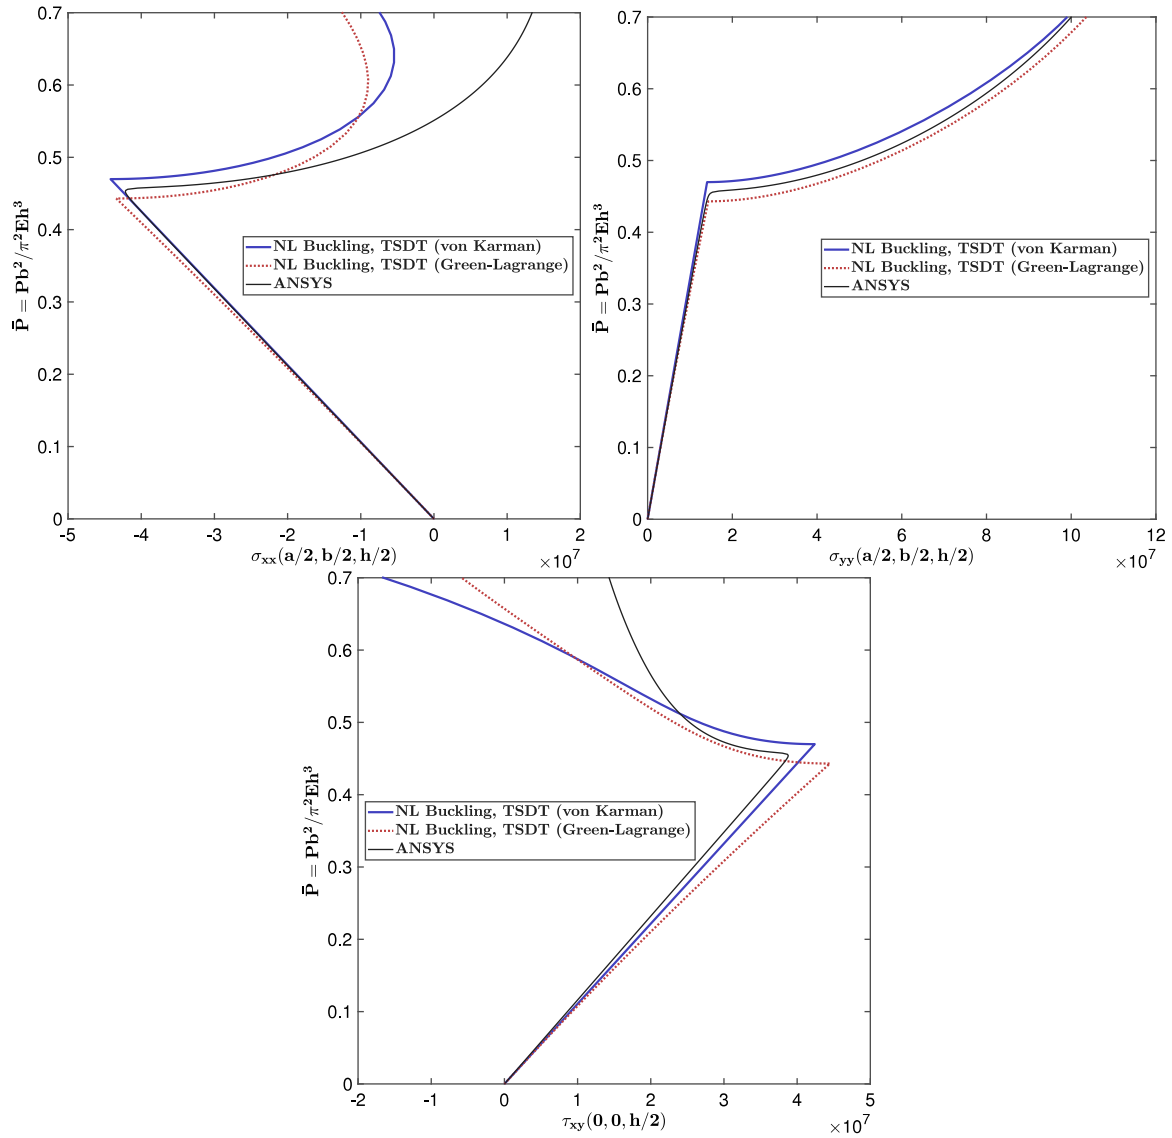 0.7
0.6
0.5
0.4
0.3
0.2
0.1
0
P̄ = Pb²/π²Eh³
NL Buckling, TSDT (von Karman)
NL Buckling, TSDT (Green-Lagrange)
ANSYS
-5 -4 -3 -2 -1 0 1 2
σxx(a/2, b/2, h/2)
×10⁷
0.7
0.6
0.5
0.4
0.3
0.2
0.1
0
P̄ = Pb²/π²Eh³
NL Buckling, TSDT (von Karman)
NL Buckling, TSDT (Green-Lagrange)
ANSYS
0 2 4 6 8 10 12
σyy(a/2, b/2, h/2)
×10⁷
0.7
0.6
0.5
0.4
0.3
0.2
0.1
0
P̄ = Pb²/π²Eh³
NL Buckling, TSDT (von Karman)
NL Buckling, TSDT (Green-Lagrange)
ANSYS
-2 -1 0 1 2 3 4 5
τxy(0, 0, h/2)
×10⁷